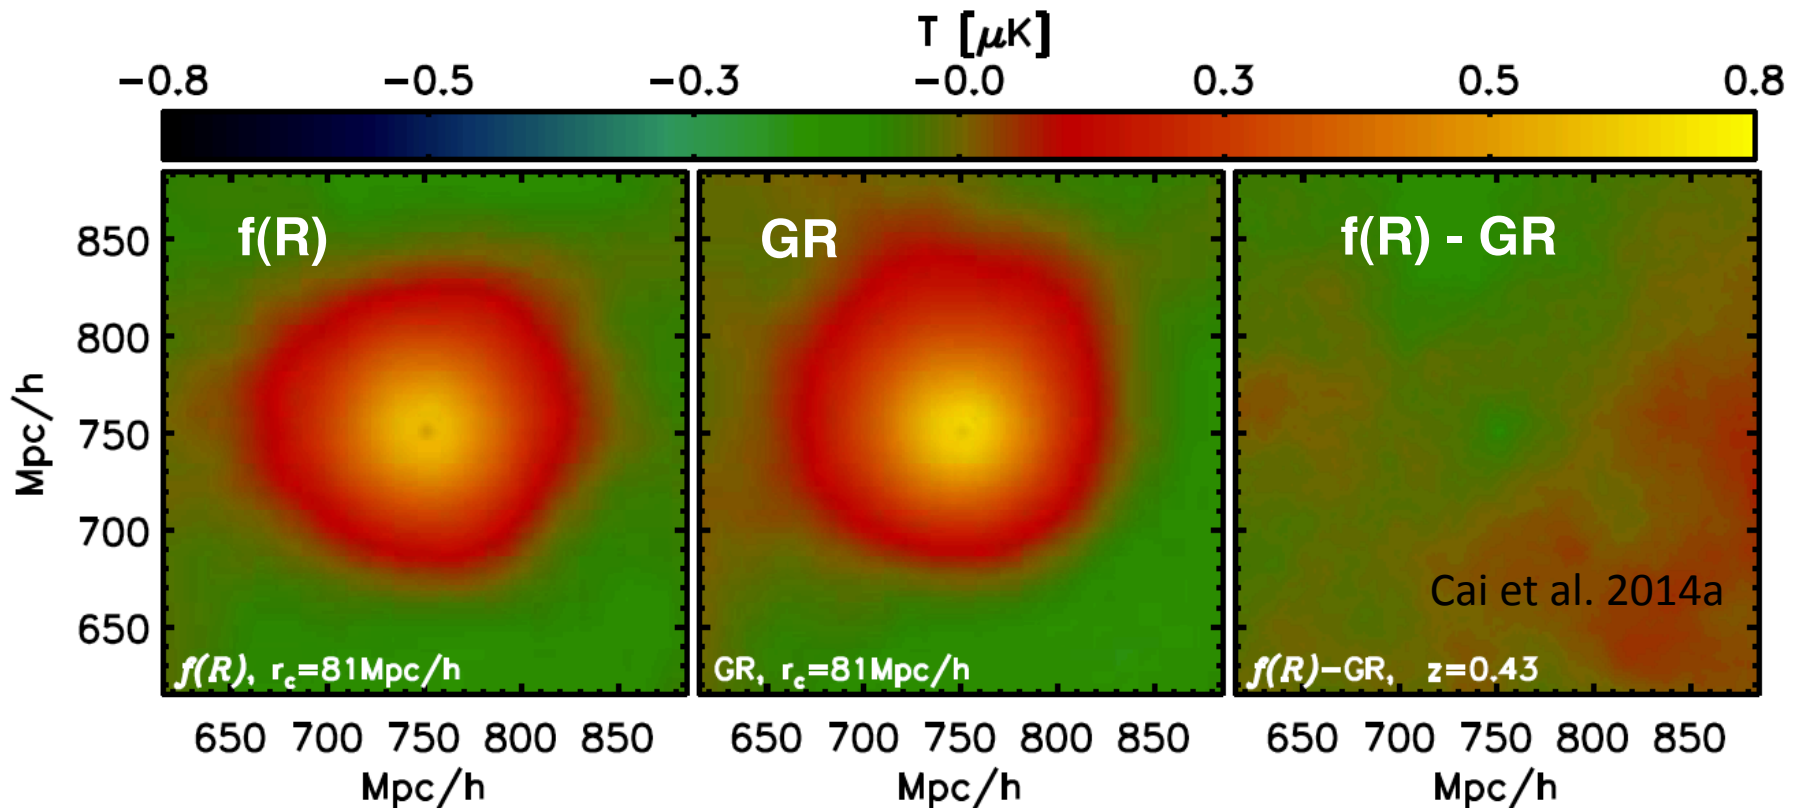 T [μK]
−0.8 −0.5 −0.3 −0.0 0.3 0.5 0.8
f(R) GR f(R) - GR
850
800
750
700
650
Mpc/h
Cai et al. 2014a
f(R), r_c=81Mpc/h GR, r_c=81Mpc/h f(R)−GR, z=0.43
650 700 750 800 850 650 700 750 800 850 650 700 750 800 850
Mpc/h Mpc/h Mpc/h